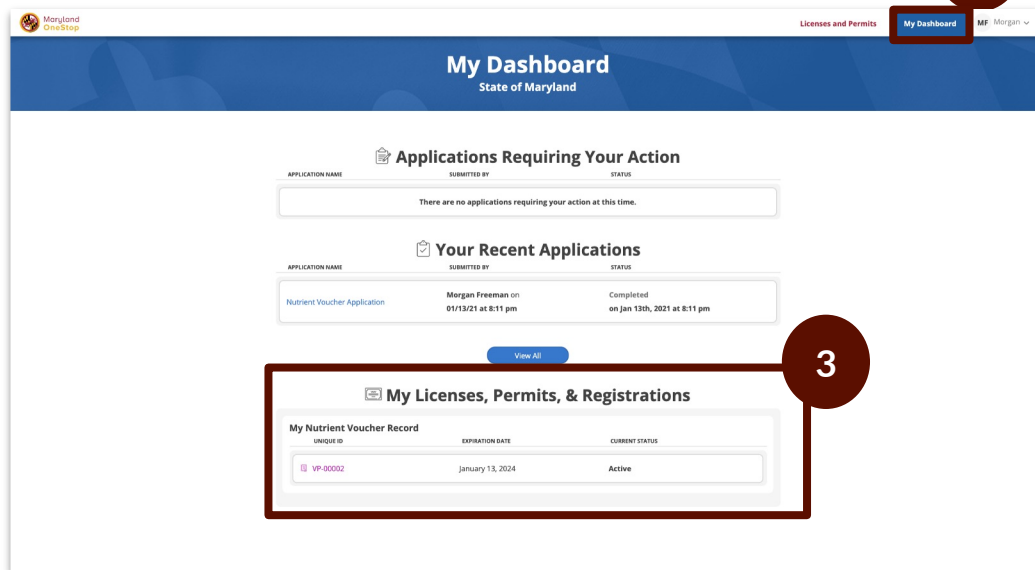 Maryland
OneStop
Licenses and Permits
My Dashboard
MF Morgan
My Dashboard
State of Maryland
Applications Requiring Your Action
APPLICATION NAME SUBMITTED BY STATUS
There are no applications requiring your action at this time.
Your Recent Applications
APPLICATION NAME SUBMITTED BY STATUS
Nutrient Voucher Application Morgan Freeman on Completed
01/13/21 at 8:11 pm on Jan 13th, 2021 at 8:11 pm
View All
3
My Licenses, Permits, & Registrations
My Nutrient Voucher Record
UNIQUE ID EXPIRATION DATE CURRENT STATUS
VP-00002 January 13, 2024 Active